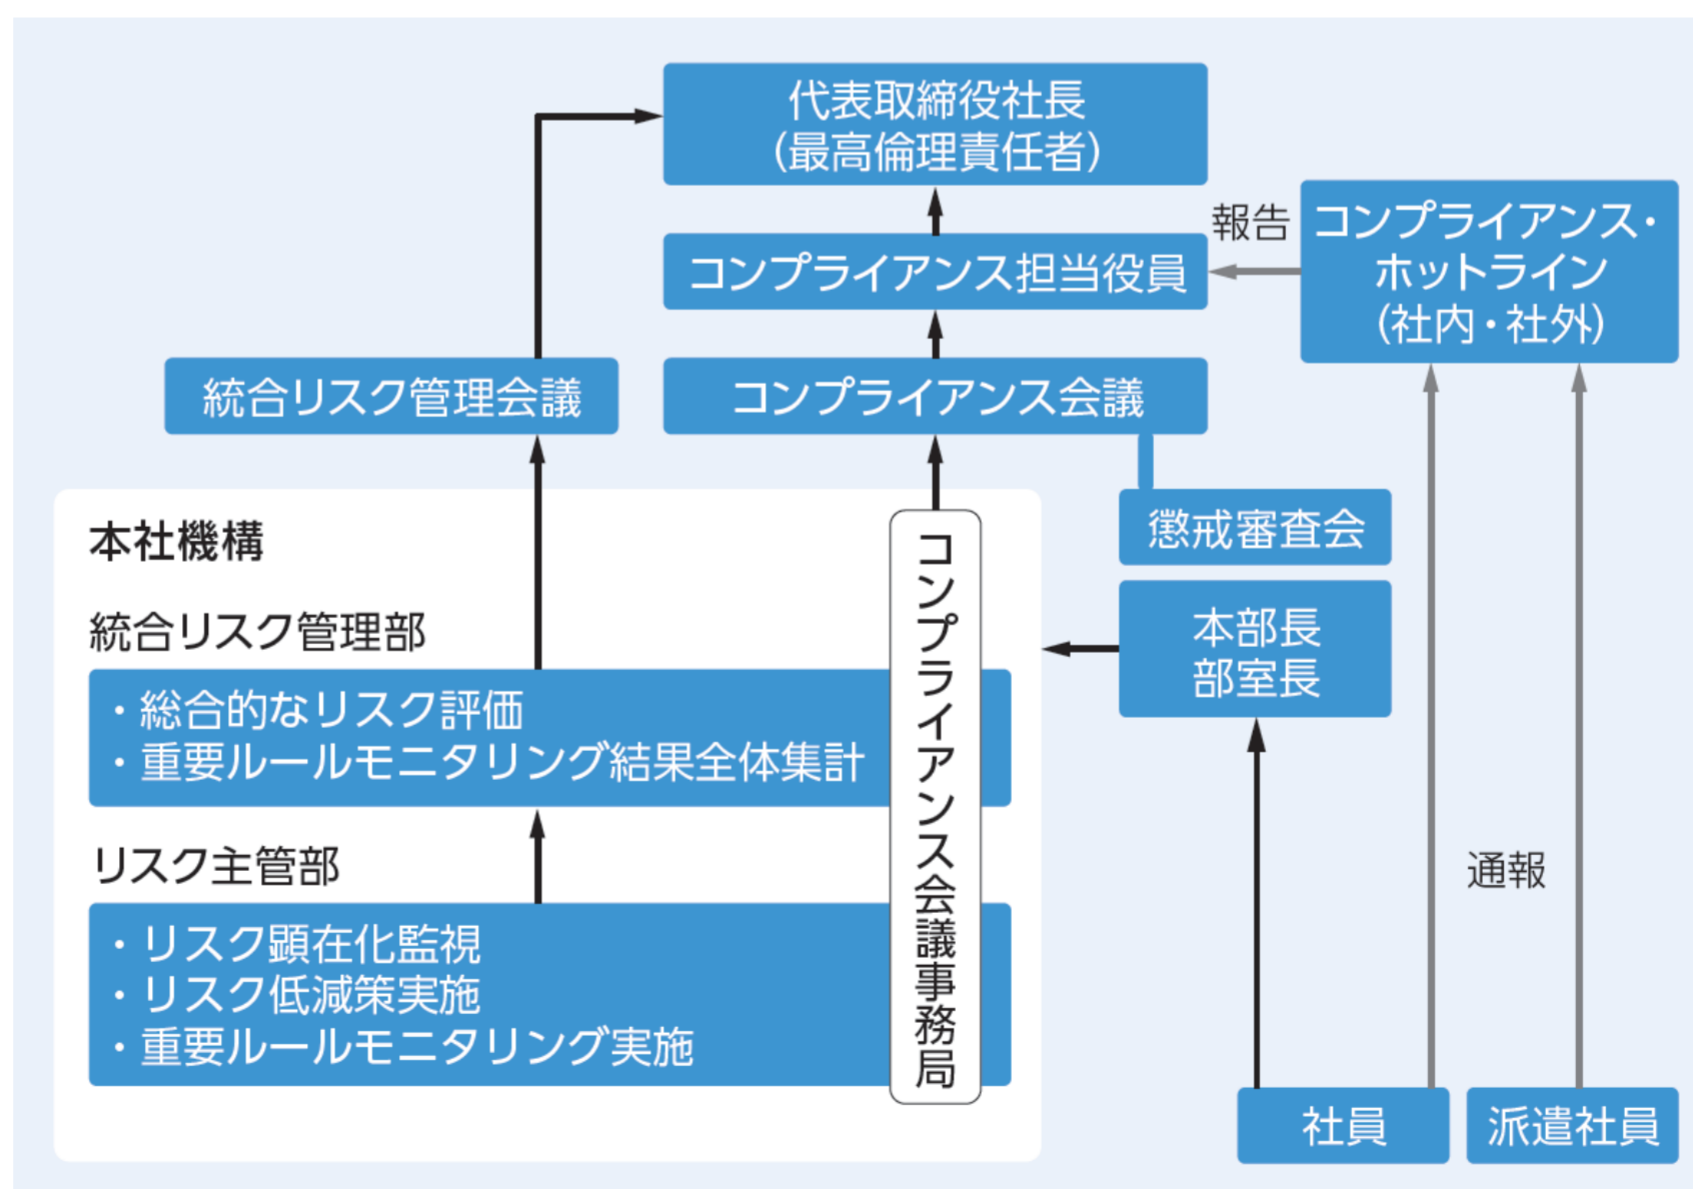 代表取締役社長
(最高倫理責任者)
報告
コンプライアンス・
ホットライン
(社内・社外)
コンプライアンス担当役員
統合リスク管理会議
コンプライアンス会議
懲戒審査会
本社機構
統合リスク管理部
・総合的なリスク評価
・重要ルールモニタリング結果全体集計
リスク主管部
・リスク顕在化監視
・リスク低減策実施
・重要ルールモニタリング実施
コンプライアンス会議事務局
本部長
部室長
通報
社員
派遣社員